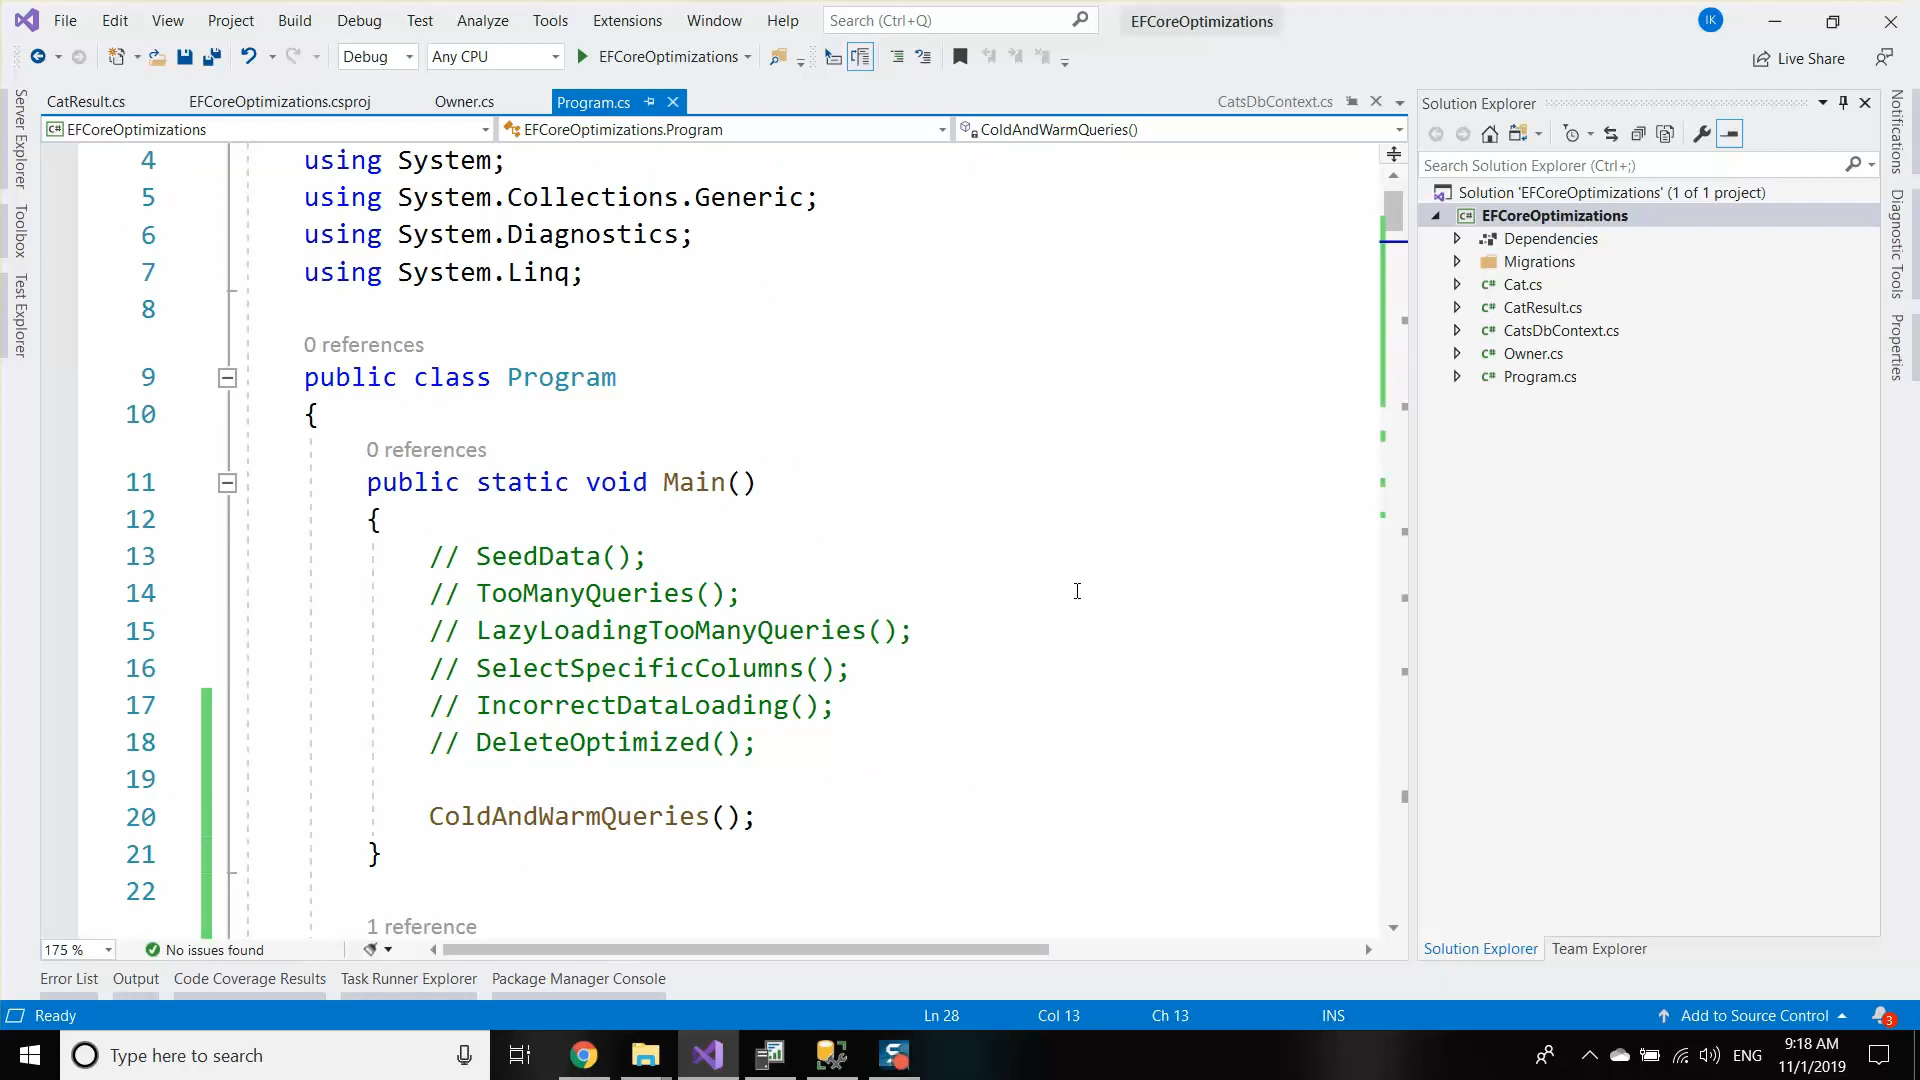 File Edit View Project Build Debug Test Analyze Tools Extensions Window Help Search (Ctrl+Q) EFCoreOptimizations IK
Debug Any CPU EFCoreOptimizations Live Share
CatResult.cs EFCoreOptimizations.csproj Owner.cs Program.cs CatsDbContext.cs
C# EFCoreOptimizations EFCoreOptimizations.Program ColdAndWarmQueries()
4 using System;
5 using System.Collections.Generic;
6 using System.Diagnostics;
7 using System.Linq;
8
0 references
9 public class Program
10 {
0 references
11 public static void Main()
12 {
13 // SeedData();
14 // TooManyQueries();
15 // LazyLoadingTooManyQueries();
16 // SelectSpecificColumns();
17 // IncorrectDataLoading();
18 // DeleteOptimized();
19
20 ColdAndWarmQueries();
21 }
22
1 reference
175 % No issues found
Server Explorer
Toolbox
Test Explorer
Solution Explorer
Search Solution Explorer (Ctrl+;)
Solution 'EFCoreOptimizations' (1 of 1 project)
C# EFCoreOptimizations
Dependencies
Migrations
C# Cat.cs
C# CatResult.cs
C# CatsDbContext.cs
C# Owner.cs
C# Program.cs
Solution Explorer Team Explorer
Notifications
Diagnostic Tools
Properties
Error List Output Code Coverage Results Task Runner Explorer Package Manager Console
Ready Ln 28 Col 13 Ch 13 INS Add to Source Control 3
Type here to search ENG 9:18 AM
11/1/2019